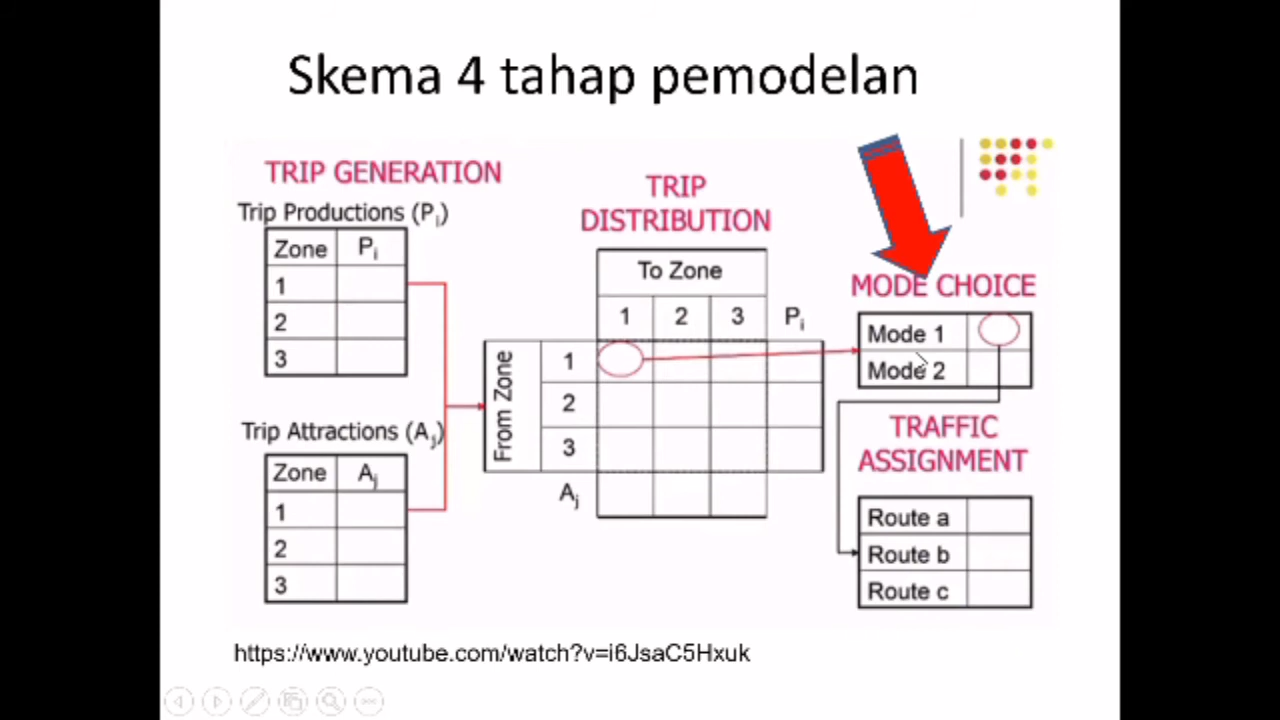 Skema 4 tahap pemodelan
TRIP GENERATION
Trip Productions (Pi)
Zone Pi
1
2
3
Trip Attractions (Aj)
Zone Aj
1
2
3
TRIP
DISTRIBUTION
To Zone
1 2 3 Pi
From Zone
1
2
3
Aj
MODE CHOICE
Mode 1
Mode 2
TRAFFIC
ASSIGNMENT
Route a
Route b
Route c
https://www.youtube.com/watch?v=i6JsaC5Hxuk